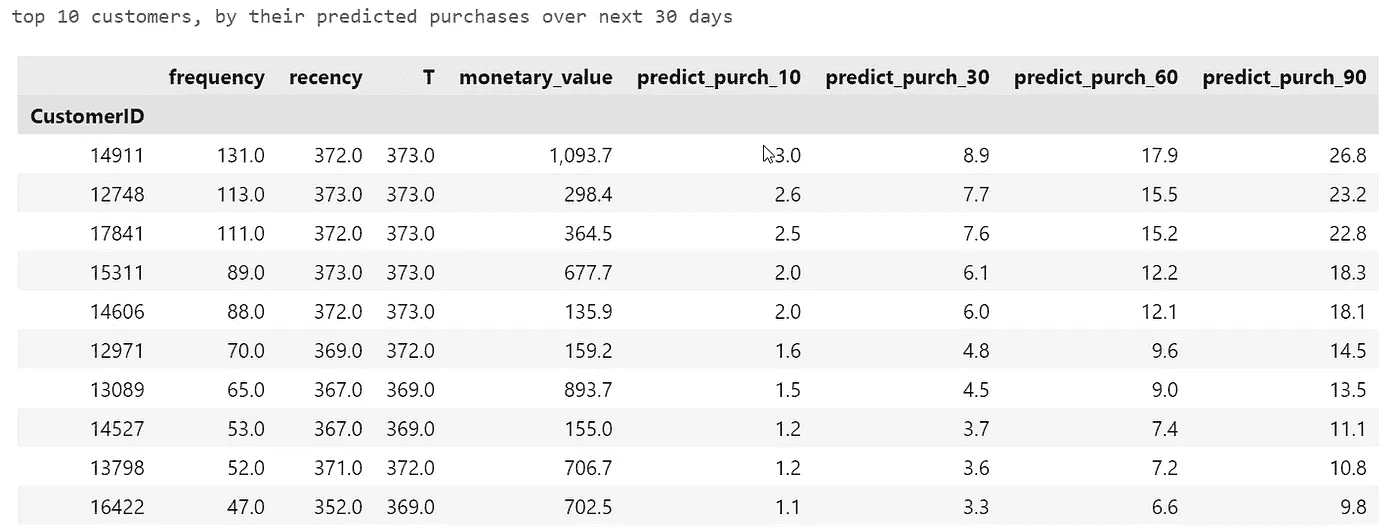 top 10 customers, by their predicted purchases over next 30 days
frequency recency T monetary_value predict_purch_10 predict_purch_30 predict_purch_60 predict_purch_90
CustomerID
14911 131.0 372.0 373.0 1,093.7 3.0 8.9 17.9 26.8
12748 113.0 373.0 373.0 298.4 2.6 7.7 15.5 23.2
17841 111.0 372.0 373.0 364.5 2.5 7.6 15.2 22.8
15311 89.0 373.0 373.0 677.7 2.0 6.1 12.2 18.3
14606 88.0 372.0 373.0 135.9 2.0 6.0 12.1 18.1
12971 70.0 369.0 372.0 159.2 1.6 4.8 9.6 14.5
13089 65.0 367.0 369.0 893.7 1.5 4.5 9.0 13.5
14527 53.0 367.0 369.0 155.0 1.2 3.7 7.4 11.1
13798 52.0 371.0 372.0 706.7 1.2 3.6 7.2 10.8
16422 47.0 352.0 369.0 702.5 1.1 3.3 6.6 9.8